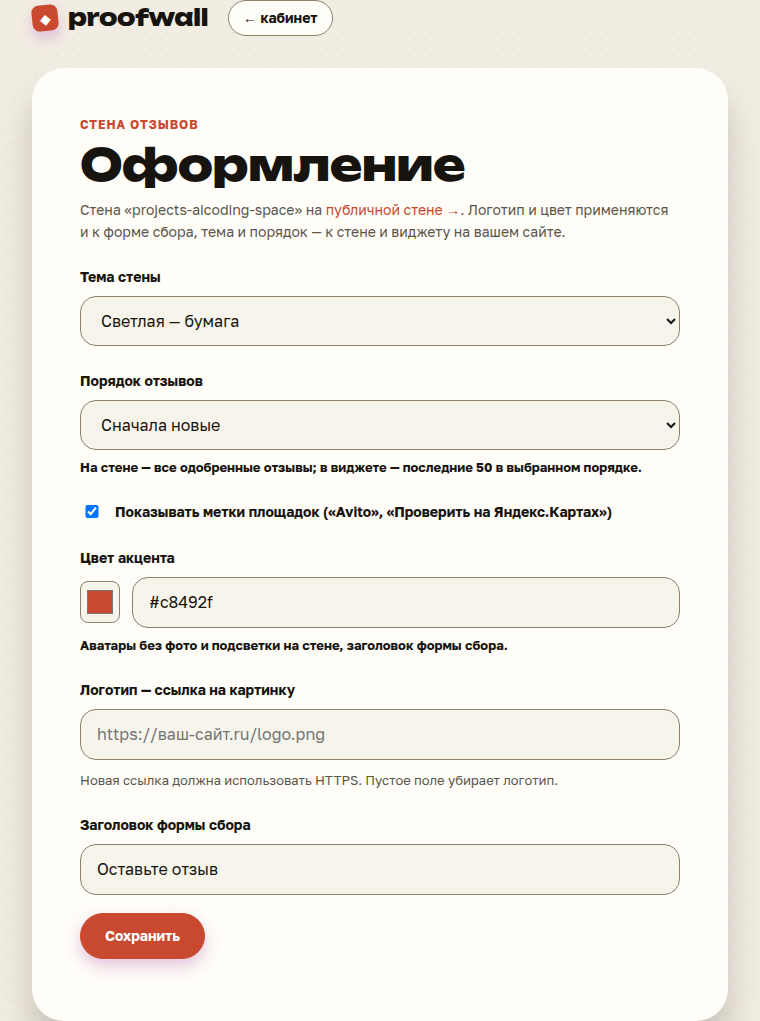 proofwall
← кабинет
СТЕНА ОТЗЫВОВ
Оформление
Стена «projects-aicoding-space» на публичной стене →. Логотип и цвет применяются
и к форме сбора, тема и порядок — к стене и виджету на вашем сайте.
Тема стены
Светлая — бумага
Порядок отзывов
Сначала новые
На стене — все одобренные отзывы; в виджете — последние 50 в выбранном порядке.
Показывать метки площадок («Avito», «Проверить на Яндекс.Картах»)
Цвет акцента
#c8492f
Аватары без фото и подсветки на стене, заголовок формы сбора.
Логотип — ссылка на картинку
https://ваш-сайт.ru/logo.png
Новая ссылка должна использовать HTTPS. Пустое поле убирает логотип.
Заголовок формы сбора
Оставьте отзыв
Сохранить